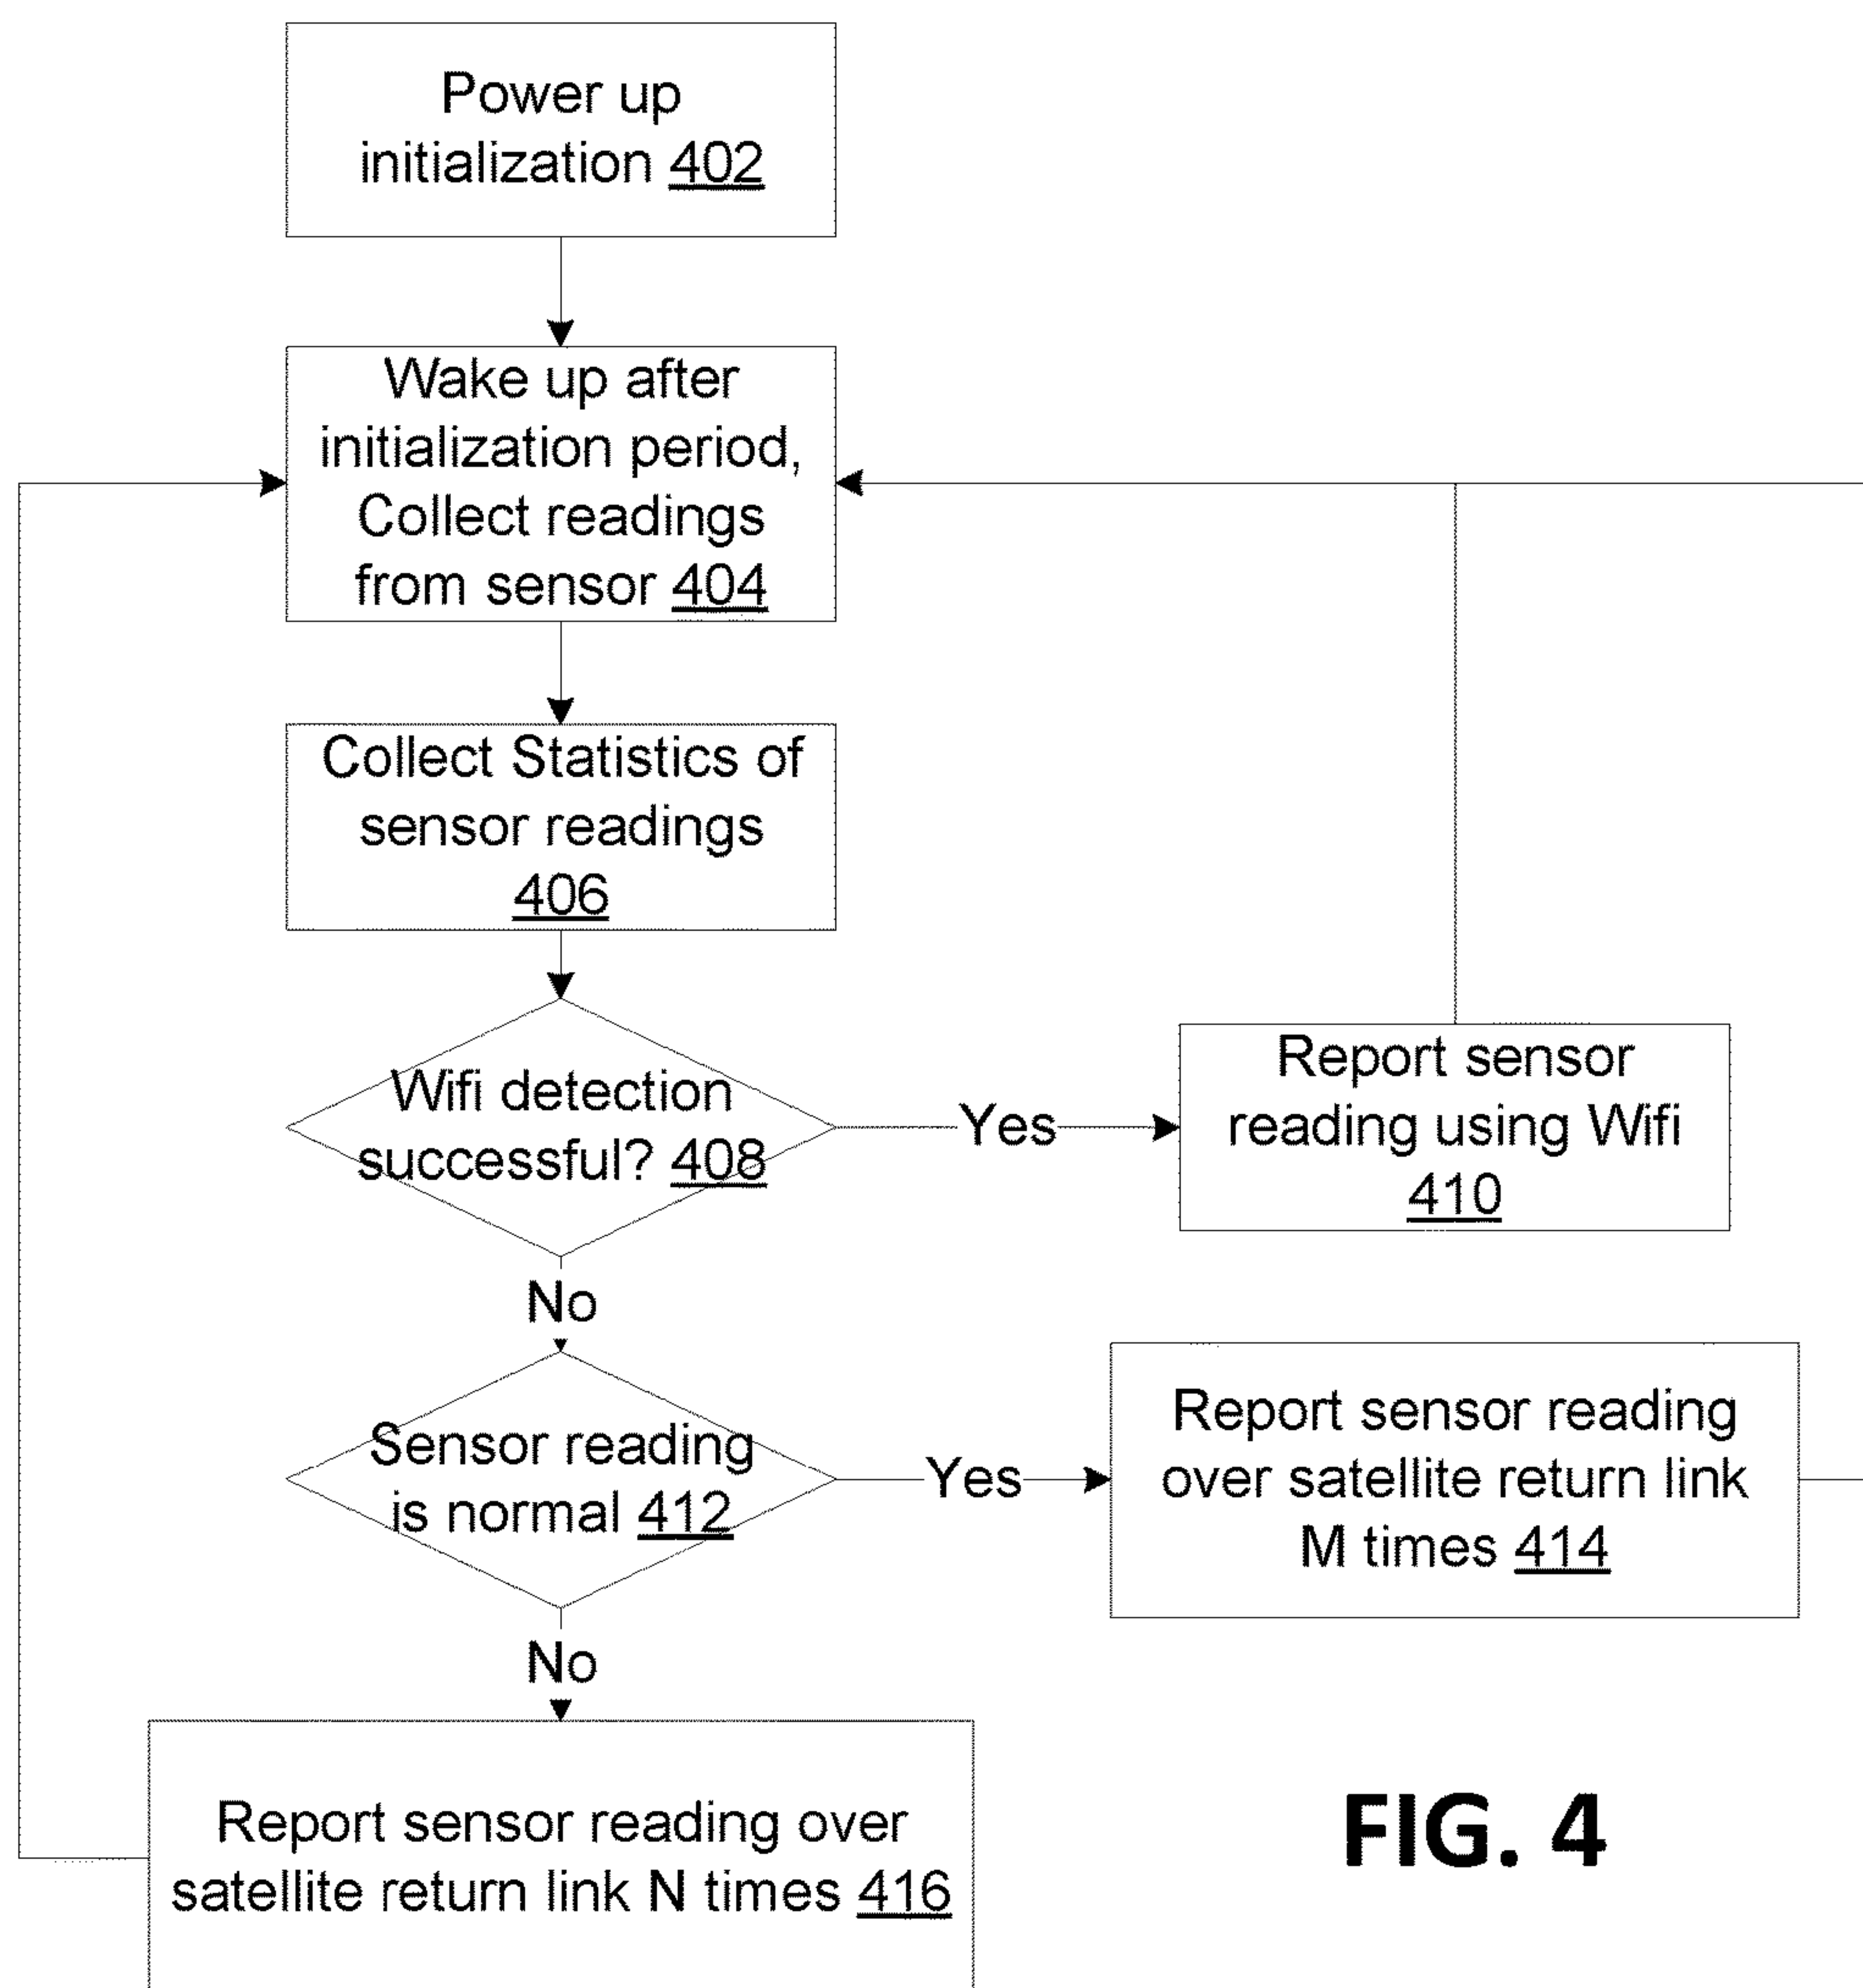 Power up
initialization 402
Wake up after
initialization period,
Collect readings
from sensor 404
Collect Statistics of
sensor readings
406
Wifi detection
successful? 408
Yes
Report sensor
reading using Wifi
410
No
Sensor reading
is normal 412
Yes
Report sensor reading
over satellite return link
M times 414
No
Report sensor reading over
satellite return link N times 416
FIG. 4